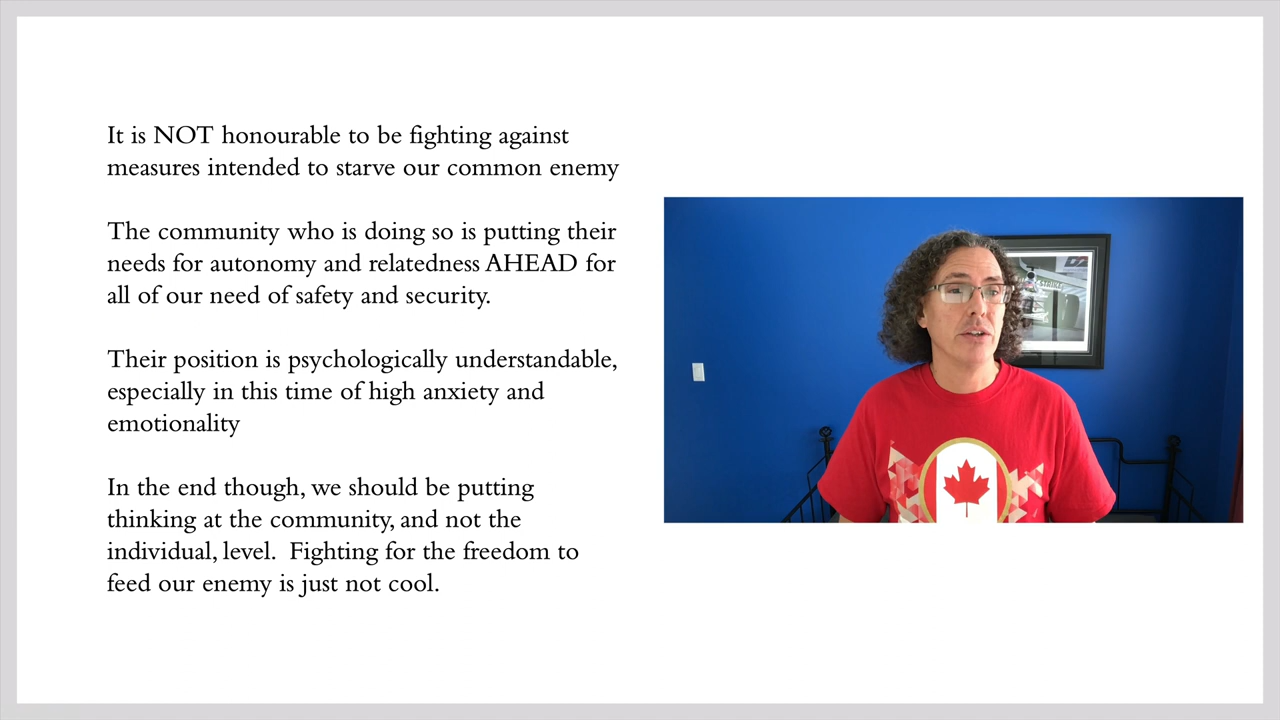 It is NOT honourable to be fighting against
measures intended to starve our common enemy
The community who is doing so is putting their
needs for autonomy and relatedness AHEAD for
all of our need of safety and security.
Their position is psychologically understandable,
especially in this time of high anxiety and
emotionality
In the end though, we should be putting
thinking at the community, and not the
individual, level.  Fighting for the freedom to
feed our enemy is just not cool.